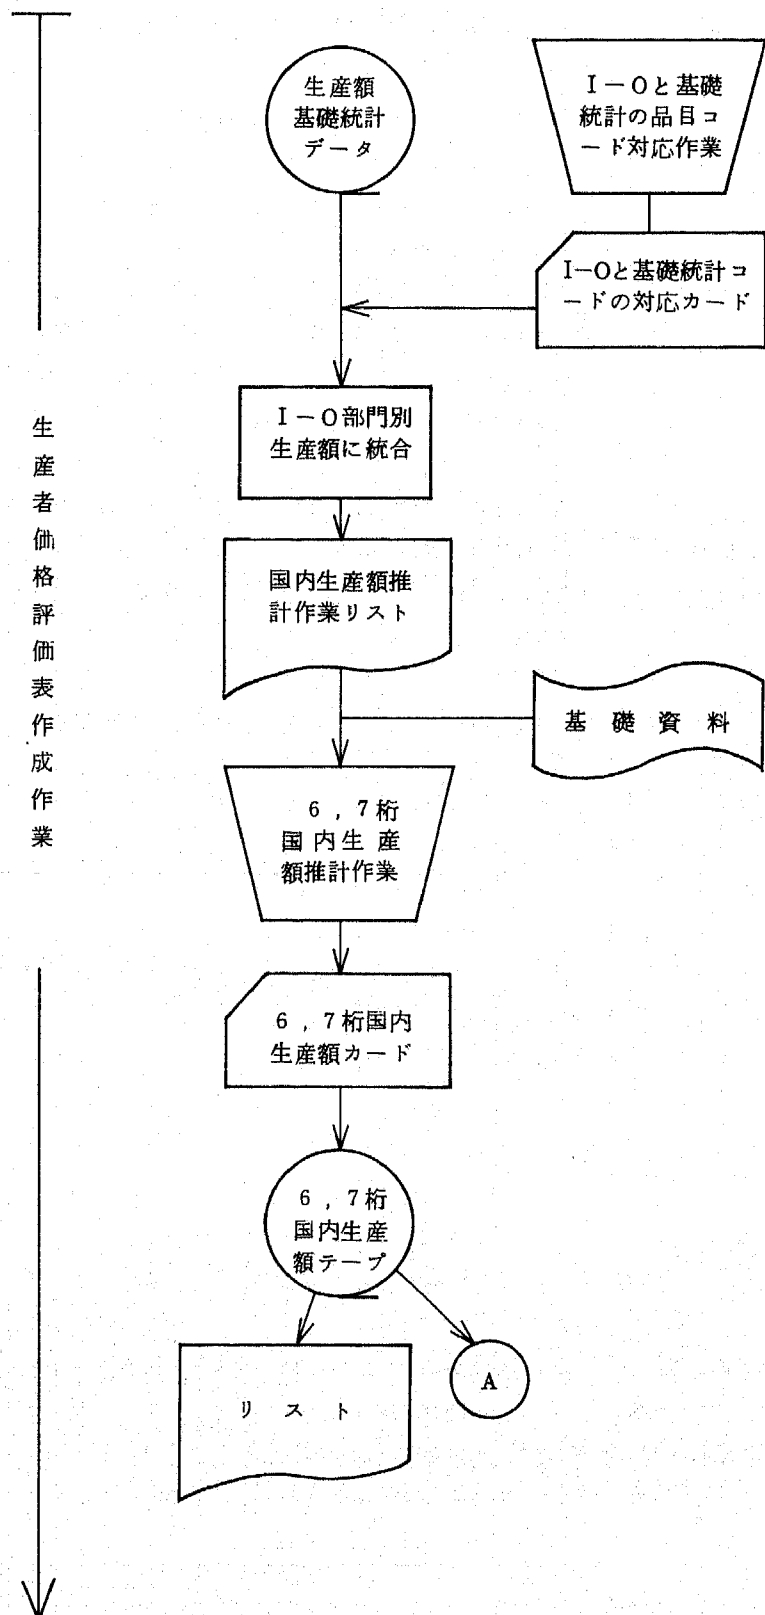 生産額
基礎統計
データ
I-Oと基礎
統計の品目コ
ード対応作業
I-Oと基礎統計コ
ードの対応カード
I-O部門別
生産額に統合
国内生産額推
計作業リスト
基礎資料
6,7桁
国内生産
額推計作業
6,7桁国内
生産額カード
6,7桁
国内生産
額テープ
リスト
A
生産者価格評価表作成作業